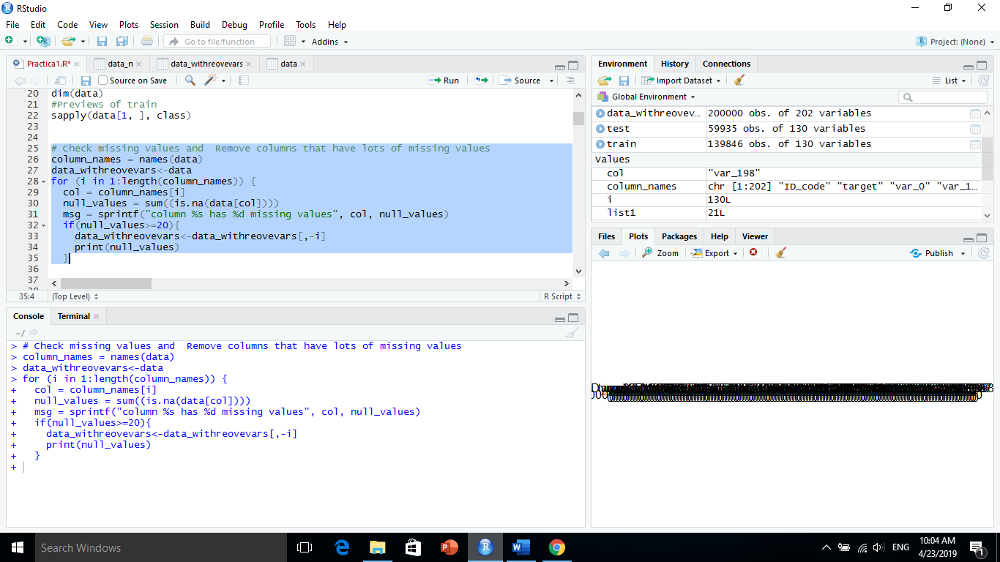 RStudio
File Edit Code View Plots Session Build Debug Profile Tools Help
Go to file/function Addins Project: (None)
Practica1.R* data_n data_withreovevars data
Source on Save Run Source
20 dim(data)
21 #Previews of train
22 sapply(data[1, ], class)
23
24
25 # Check missing values and  Remove columns that have lots of missing values
26 column_names = names(data)
27 data_withreovevars<-data
28 for (i in 1:length(column_names)) {
29   col = column_names[i]
30   null_values = sum((is.na(data[col])))
31   msg = sprintf("column %s has %d missing values", col, null_values)
32   if(null_values>=20){
33     data_withreovevars<-data_withreovevars[,-i]
34     print(null_values)
35   }
36
37
35:4 (Top Level) R Script
Console Terminal
~/
> # Check missing values and  Remove columns that have lots of missing values
> column_names = names(data)
> data_withreovevars<-data
> for (i in 1:length(column_names)) {
+   col = column_names[i]
+   null_values = sum((is.na(data[col])))
+   msg = sprintf("column %s has %d missing values", col, null_values)
+   if(null_values>=20){
+     data_withreovevars<-data_withreovevars[,-i]
+     print(null_values)
+   }
+
Environment History Connections
Import Dataset List
Global Environment
data_withreovev... 200000 obs. of 202 variables
test 59935 obs. of 130 variables
train 139846 obs. of 130 variables
Values
col "var_198"
column_names chr [1:202] "ID_code" "target" "var_0" "var_1...
i 130L
list1 21L
Files Plots Packages Help Viewer
Zoom Export Publish
Search Windows
ENG
10:04 AM
4/23/2019
1